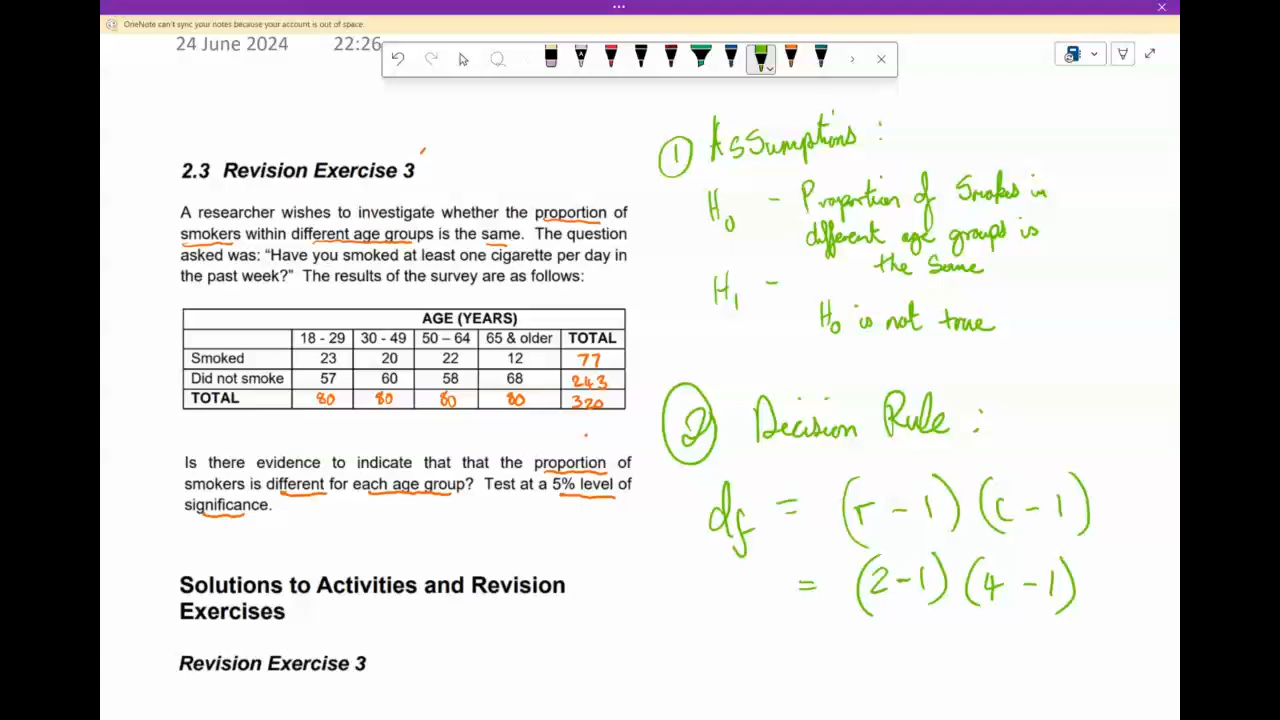 OneNote can't sync your notes because your account is out of space.
24 June 2024 22:26
2.3 Revision Exercise 3
A researcher wishes to investigate whether the proportion of
smokers within different age groups is the same. The question
asked was: “Have you smoked at least one cigarette per day in
the past week?” The results of the survey are as follows:
AGE (YEARS)
18 - 29 30 - 49 50 – 64 65 & older TOTAL
Smoked 23 20 22 12 77
Did not smoke 57 60 58 68 243
TOTAL 80 80 80 80 320
Is there evidence to indicate that that the proportion of
smokers is different for each age group? Test at a 5% level of
significance.
Solutions to Activities and Revision
Exercises
Revision Exercise 3
① Assumptions :
H0 - Proportion of Smokes in
different age groups is
the Same
H1 -
H0 is not true
② Decision Rule :
df = (r - 1) (c - 1)
= (2 - 1) (4 - 1)